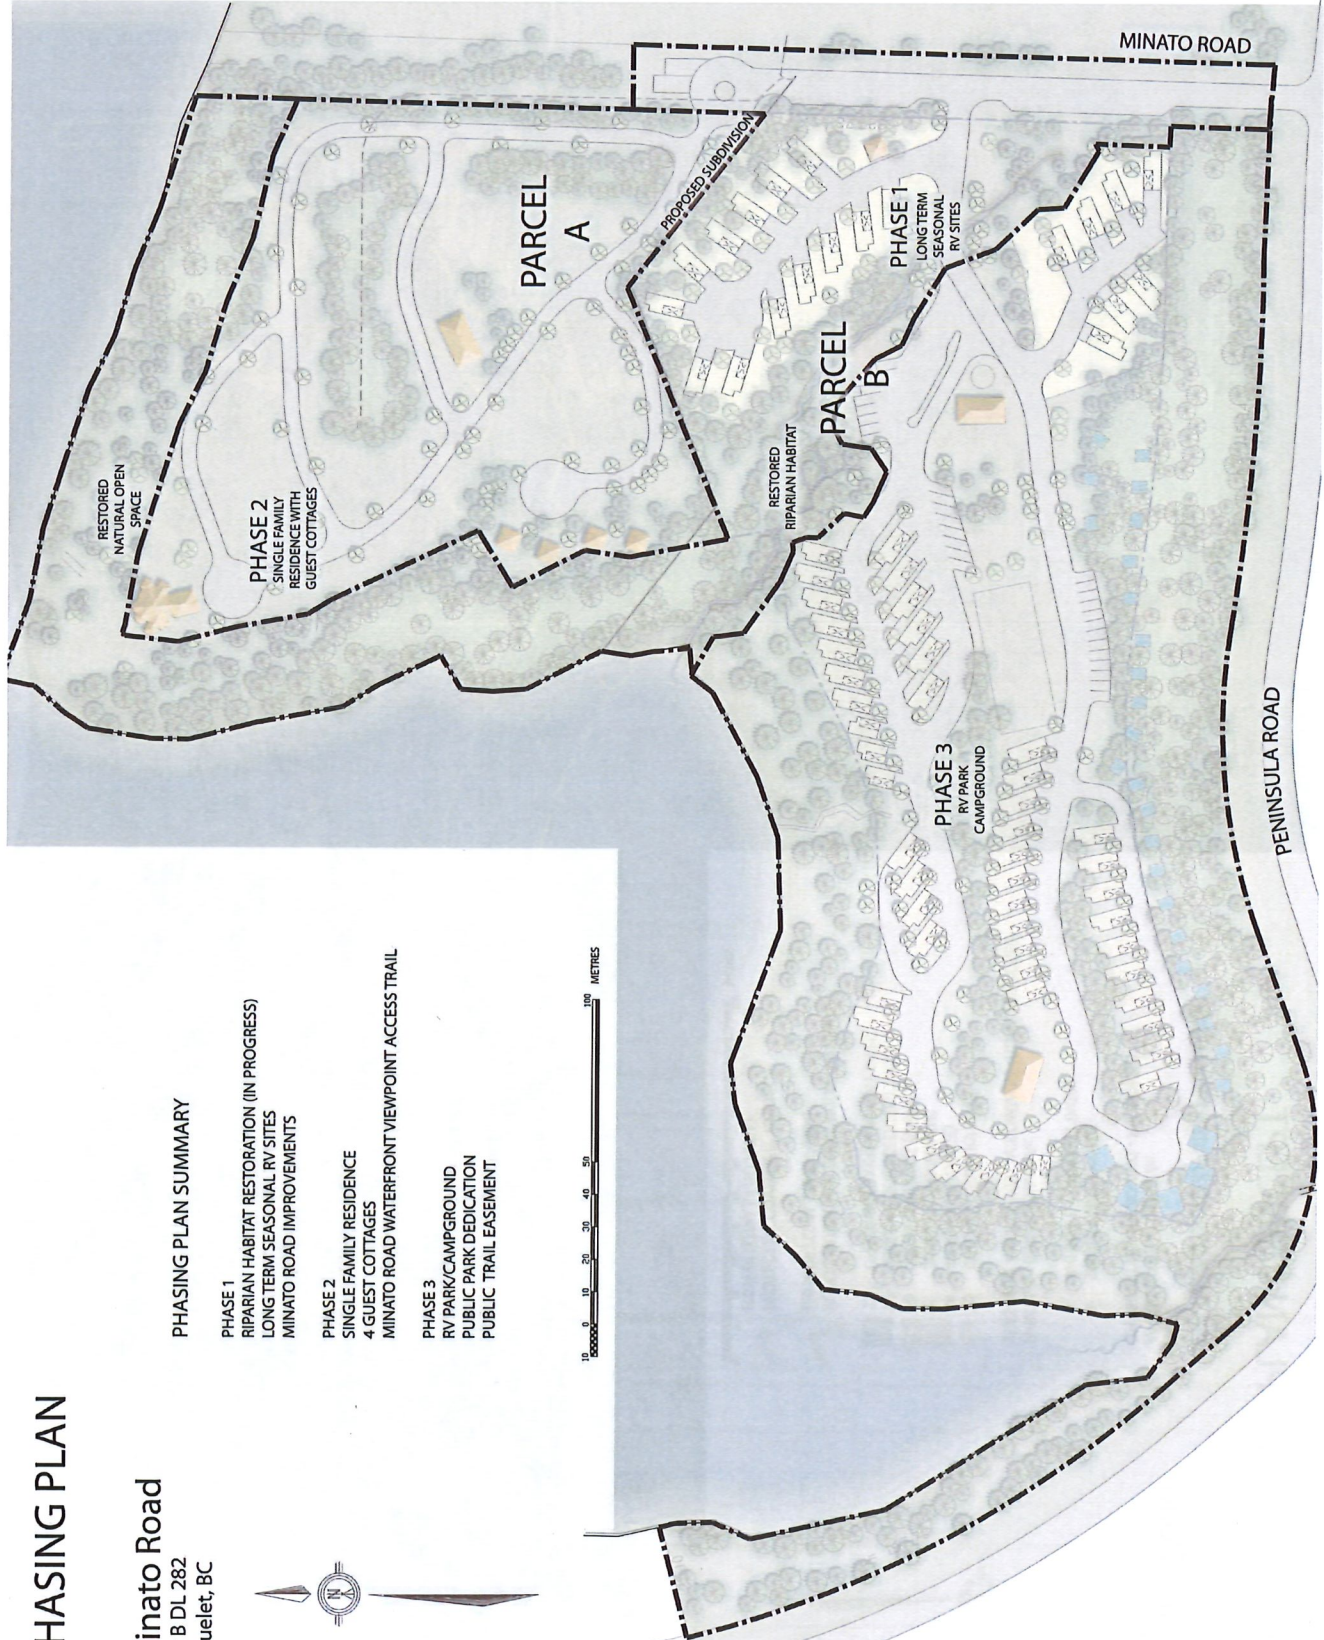 HASING PLAN
inato Road
B DL 282
uelet, BC
N
PHASING PLAN SUMMARY
PHASE 1
RIPARIAN HABITAT RESTORATION (IN PROGRESS)
LONG TERM SEASONAL RV SITES
MINATO ROAD IMPROVEMENTS
PHASE 2
SINGLE FAMILY RESIDENCE
4 GUEST COTTAGES
MINATO ROAD WATERFRONT VIEWPOINT ACCESS TRAIL
PHASE 3
RV PARK/CAMPGROUND
PUBLIC PARK DEDICATION
PUBLIC TRAIL EASEMENT
10 0 10 20 30 40 50 100 METRES
RESTORED
NATURAL OPEN
SPACE
PHASE 2
SINGLE FAMILY
RESIDENCE WITH
GUEST COTTAGES
PARCEL
A
PROPOSED SUBDIVISION
MINATO ROAD
PHASE 1
LONG TERM
SEASONAL
RV SITES
PARCEL
B
RESTORED
RIPARIAN HABITAT
PHASE 3
RV PARK
CAMPGROUND
PENINSULA ROAD